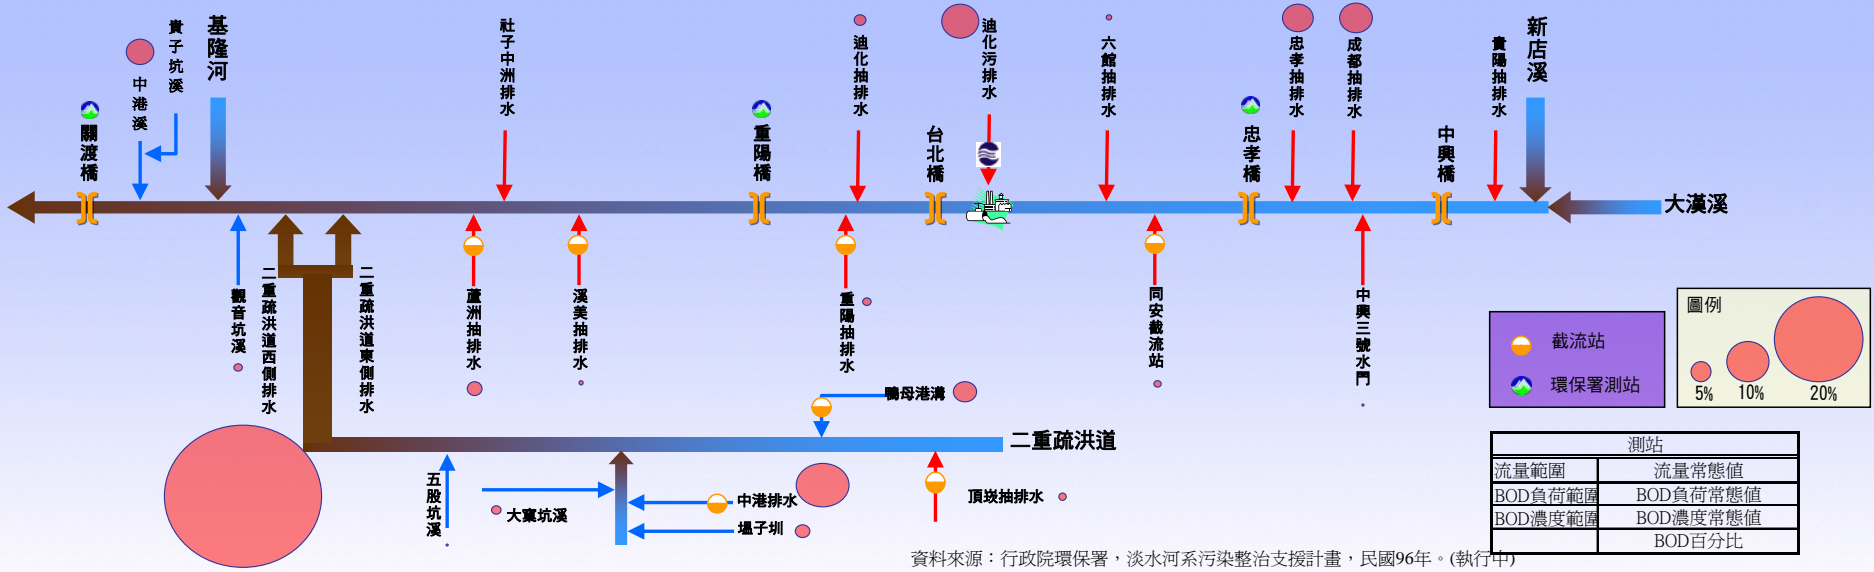 貴子坑溪
中港溪
基隆河
社子中洲排水
迪化抽排水
迪化污排水
六館抽排水
忠孝抽排水
成都抽排水
貴陽抽排水
新店溪
關渡橋
重陽橋
台北橋
忠孝橋
中興橋
大漢溪
觀音坑溪
二重疏洪道西側排水
二重疏洪道東側排水
蘆洲抽排水
溪美抽排水
重陽抽排水
同安截流站
中興三號水門
鴨母港溝
二重疏洪道
五股坑溪
大窠坑溪
中港排水
塭子圳
頂崁抽排水
截流站
環保署測站
圖例
5%
10%
20%
測站
流量範圍 流量常態値
BOD負荷範圍 BOD負荷常態値
BOD濃度範圍 BOD濃度常態値
BOD百分比
資料來源：行政院環保署，淡水河系污染整治支援計畫，民國96年。(執行中)